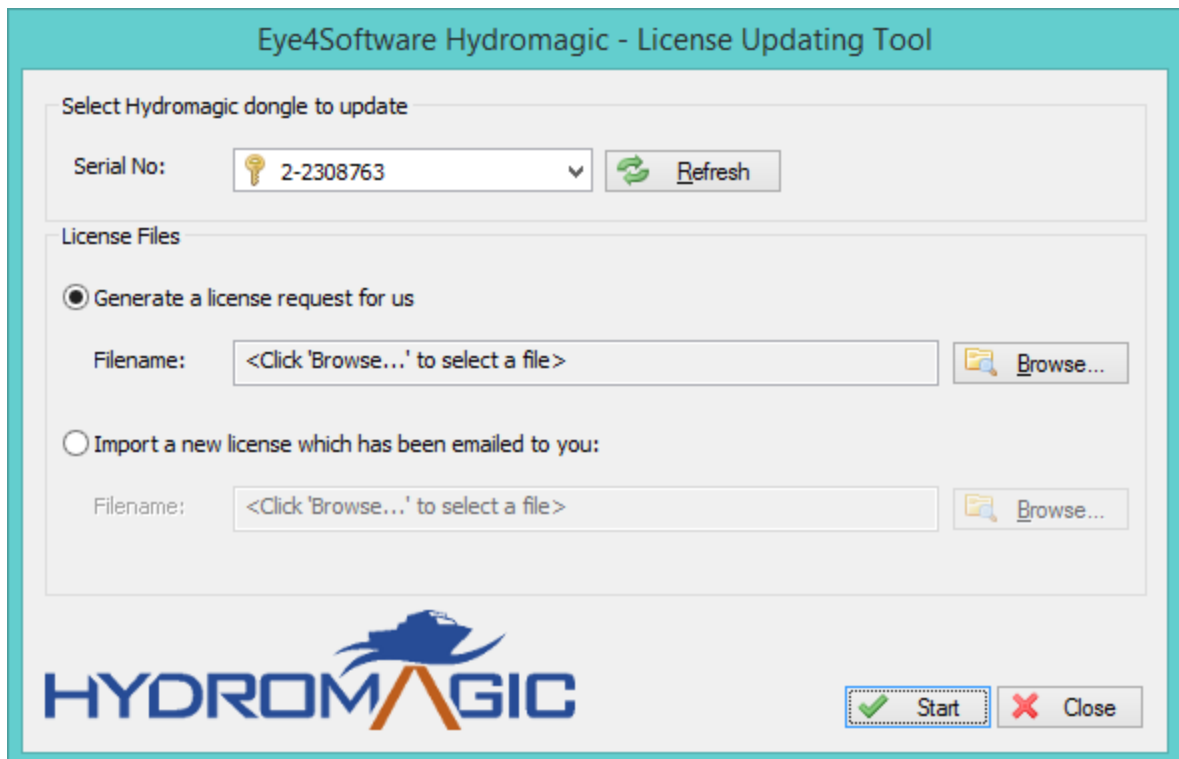 Eye4Software Hydromagic - License Updating Tool
Select Hydromagic dongle to update
Serial No: 2-2308763 Refresh
License Files
Generate a license request for us
Filename: <Click 'Browse...' to select a file> Browse...
Import a new license which has been emailed to you:
Filename: <Click 'Browse...' to select a file> Browse...
HYDROMAGIC
Start Close